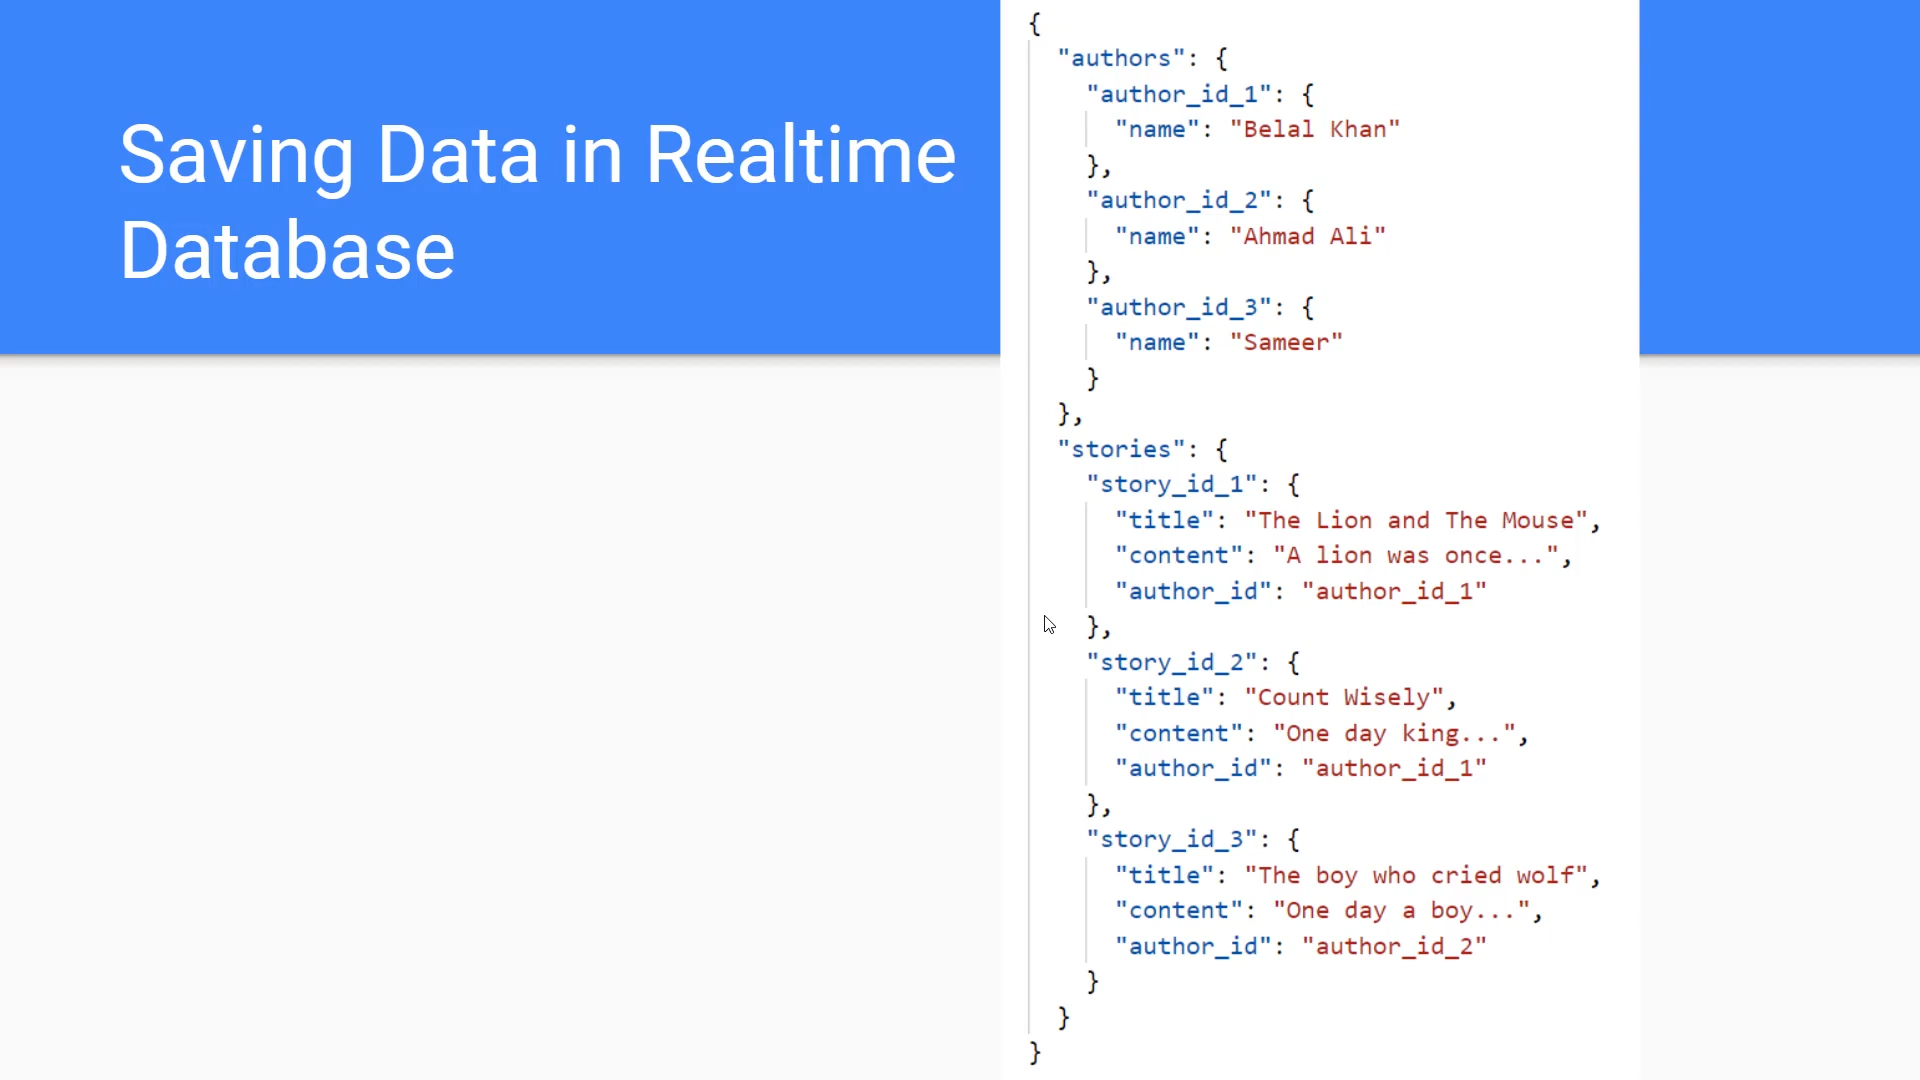 Saving Data in Realtime
Database
{
"authors": {
"author_id_1": {
"name": "Belal Khan"
},
"author_id_2": {
"name": "Ahmad Ali"
},
"author_id_3": {
"name": "Sameer"
}
},
"stories": {
"story_id_1": {
"title": "The Lion and The Mouse",
"content": "A lion was once...",
"author_id": "author_id_1"
},
"story_id_2": {
"title": "Count Wisely",
"content": "One day king...",
"author_id": "author_id_1"
},
"story_id_3": {
"title": "The boy who cried wolf",
"content": "One day a boy...",
"author_id": "author_id_2"
}
}
}